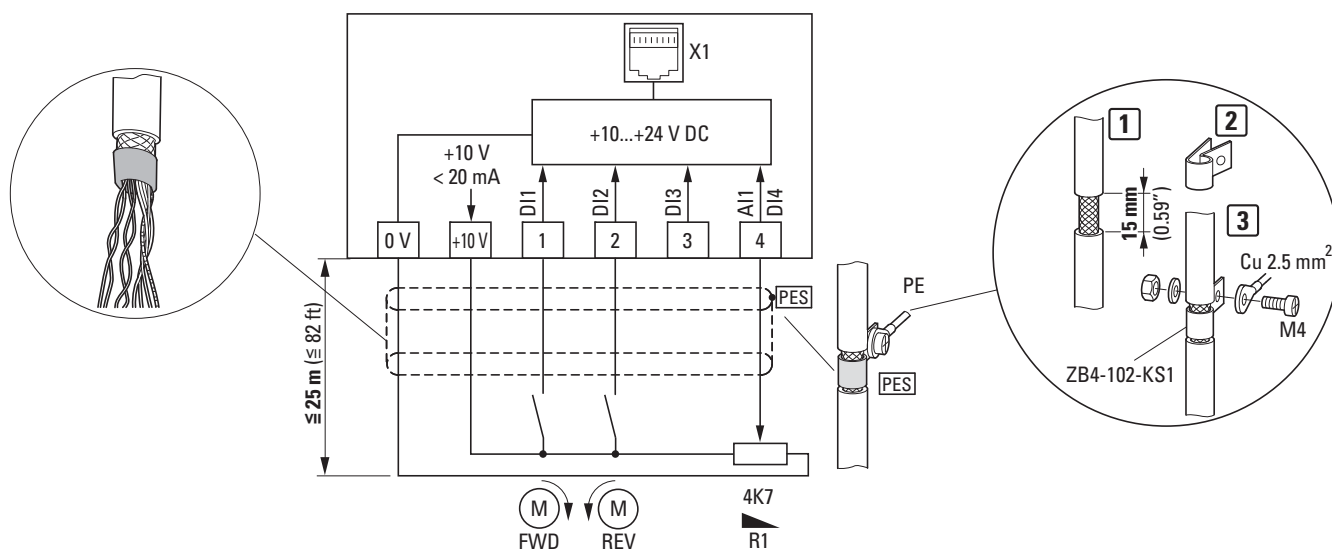 X1
+10...+24 V DC
+10 V
< 20 mA
DI1
DI2
DI3
AI1
DI4
0 V
+10 V
1
2
3
4
≤ 25 m (≤ 82 ft)
PES
PE
PES
M
FWD
M
REV
4K7
R1
1
2
15 mm
(0.59")
3
Cu 2.5 mm²
M4
ZB4-102-KS1